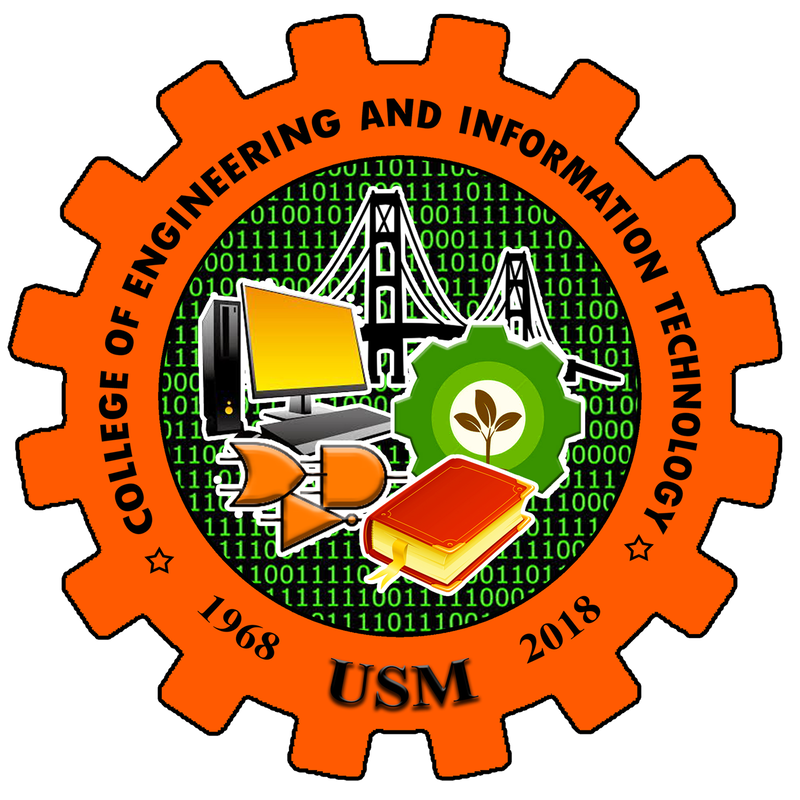 COLLEGE OF ENGINEERING AND INFORMATION TECHNOLOGY
1968
USM
2018